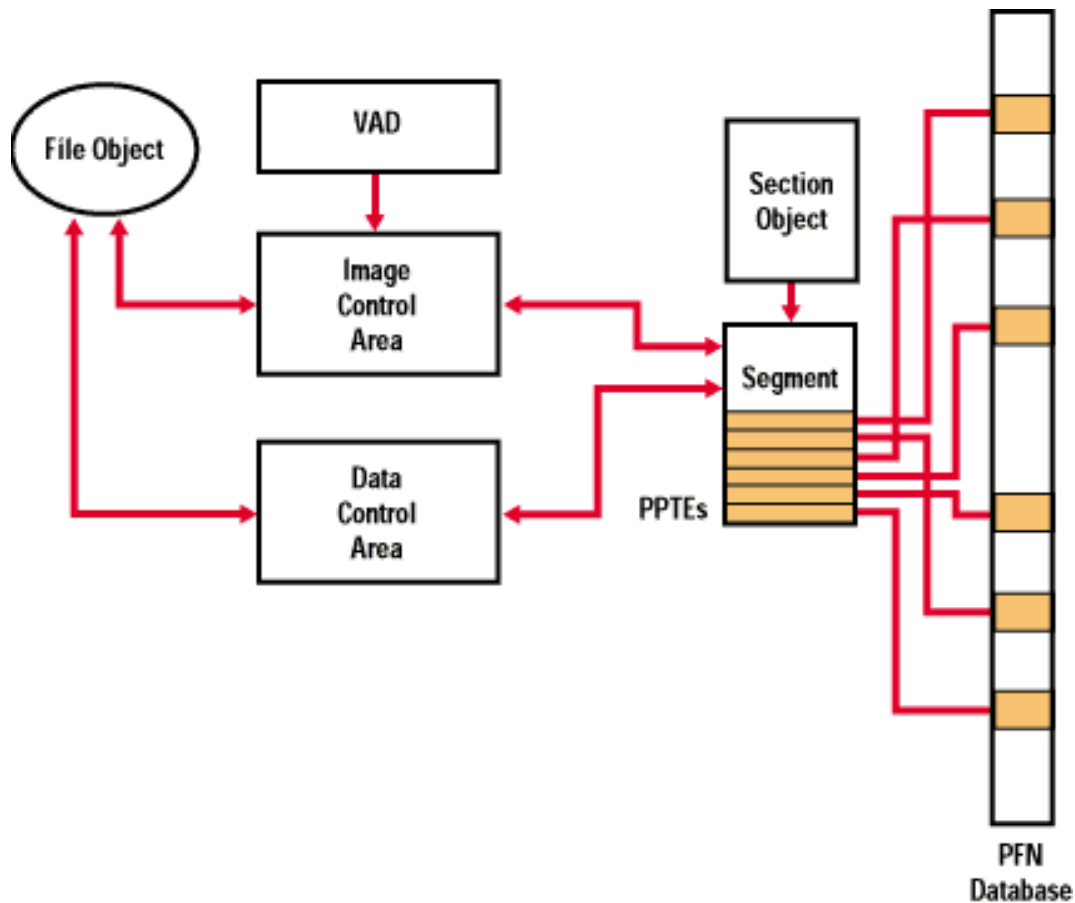 File Object
VAD
Section
Object
Image
Control
Area
Segment
Data
Control
Area
PPTEs
PFN
Database